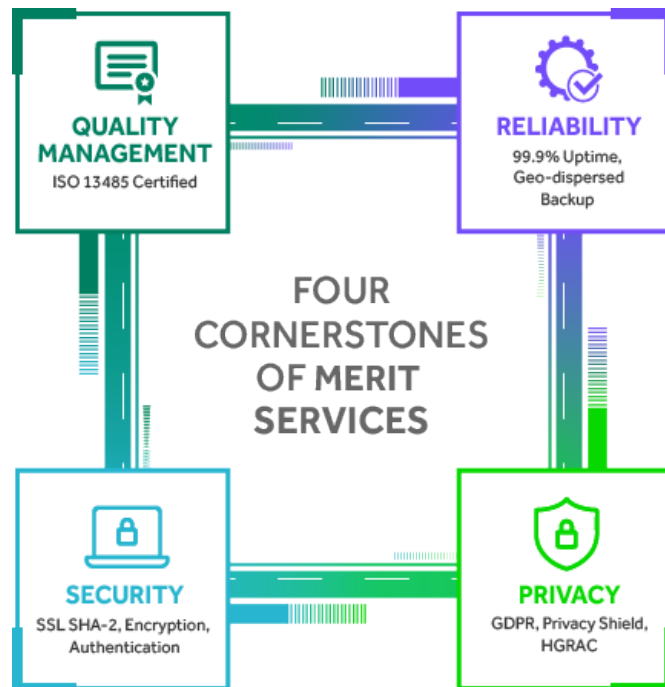 QUALITY
MANAGEMENT
ISO 13485 Certified
RELIABILITY
99.9% Uptime,
Geo-dispersed
Backup
FOUR
CORNERSTONES
OF MERIT
SERVICES
SECURITY
SSL SHA-2, Encryption,
Authentication
PRIVACY
GDPR, Privacy Shield,
HGRAC